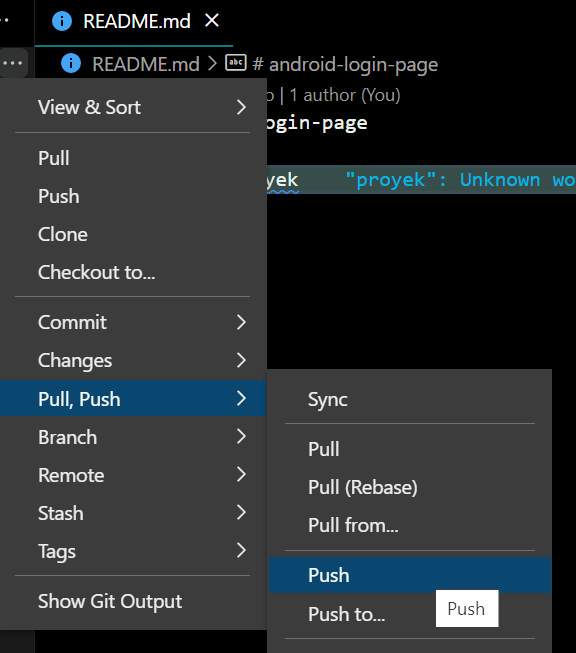 README.md
README.md > # android-login-page
| 1 author (You)
ogin-page
yek "proyek": Unknown wo
View & Sort
Pull
Push
Clone
Checkout to...
Commit
Changes
Pull, Push
Branch
Remote
Stash
Tags
Show Git Output
Sync
Pull
Pull (Rebase)
Pull from...
Push
Push to...
Push